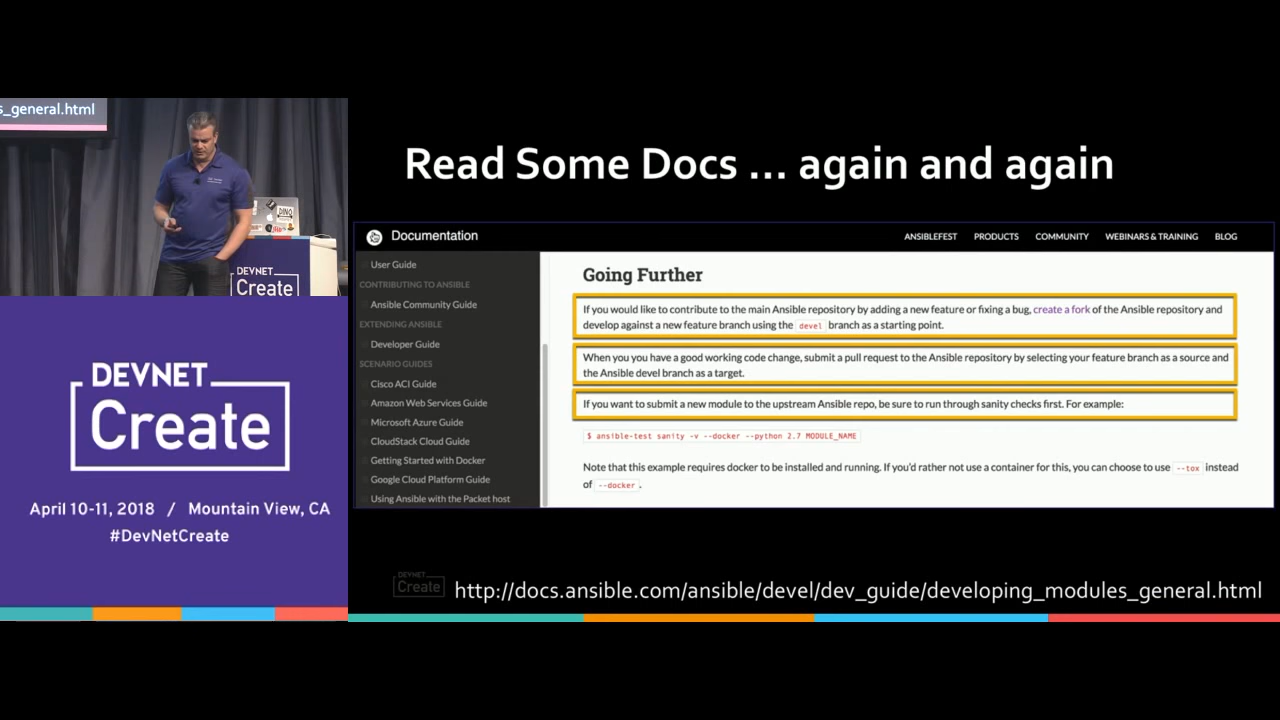 s_general.html
DEVNET
Create
DEVNET
Create
April 10-11, 2018 / Mountain View, CA
#DevNetCreate
Read Some Docs ... again and again
Documentation
ANSIBLEFEST PRODUCTS COMMUNITY WEBINARS & TRAINING BLOG
User Guide
CONTRIBUTING TO ANSIBLE
Ansible Community Guide
EXTENDING ANSIBLE
Developer Guide
SCENARIO GUIDES
Cisco ACI Guide
Amazon Web Services Guide
Microsoft Azure Guide
CloudStack Cloud Guide
Getting Started with Docker
Google Cloud Platform Guide
Using Ansible with the Packet host
Going Further
If you would like to contribute to the main Ansible repository by adding a new feature or fixing a bug, create a fork of the Ansible repository and
develop against a new feature branch using the devel branch as a starting point.
When you you have a good working code change, submit a pull request to the Ansible repository by selecting your feature branch as a source and
the Ansible devel branch as a target.
If you want to submit a new module to the upstream Ansible repo, be sure to run through sanity checks first. For example:
$ ansible-test sanity -v --docker --python 2.7 MODULE_NAME
Note that this example requires docker to be installed and running. If you'd rather not use a container for this, you can choose to use --tox instead
of --docker.
DEVNET
Create
http://docs.ansible.com/ansible/devel/dev_guide/developing_modules_general.html